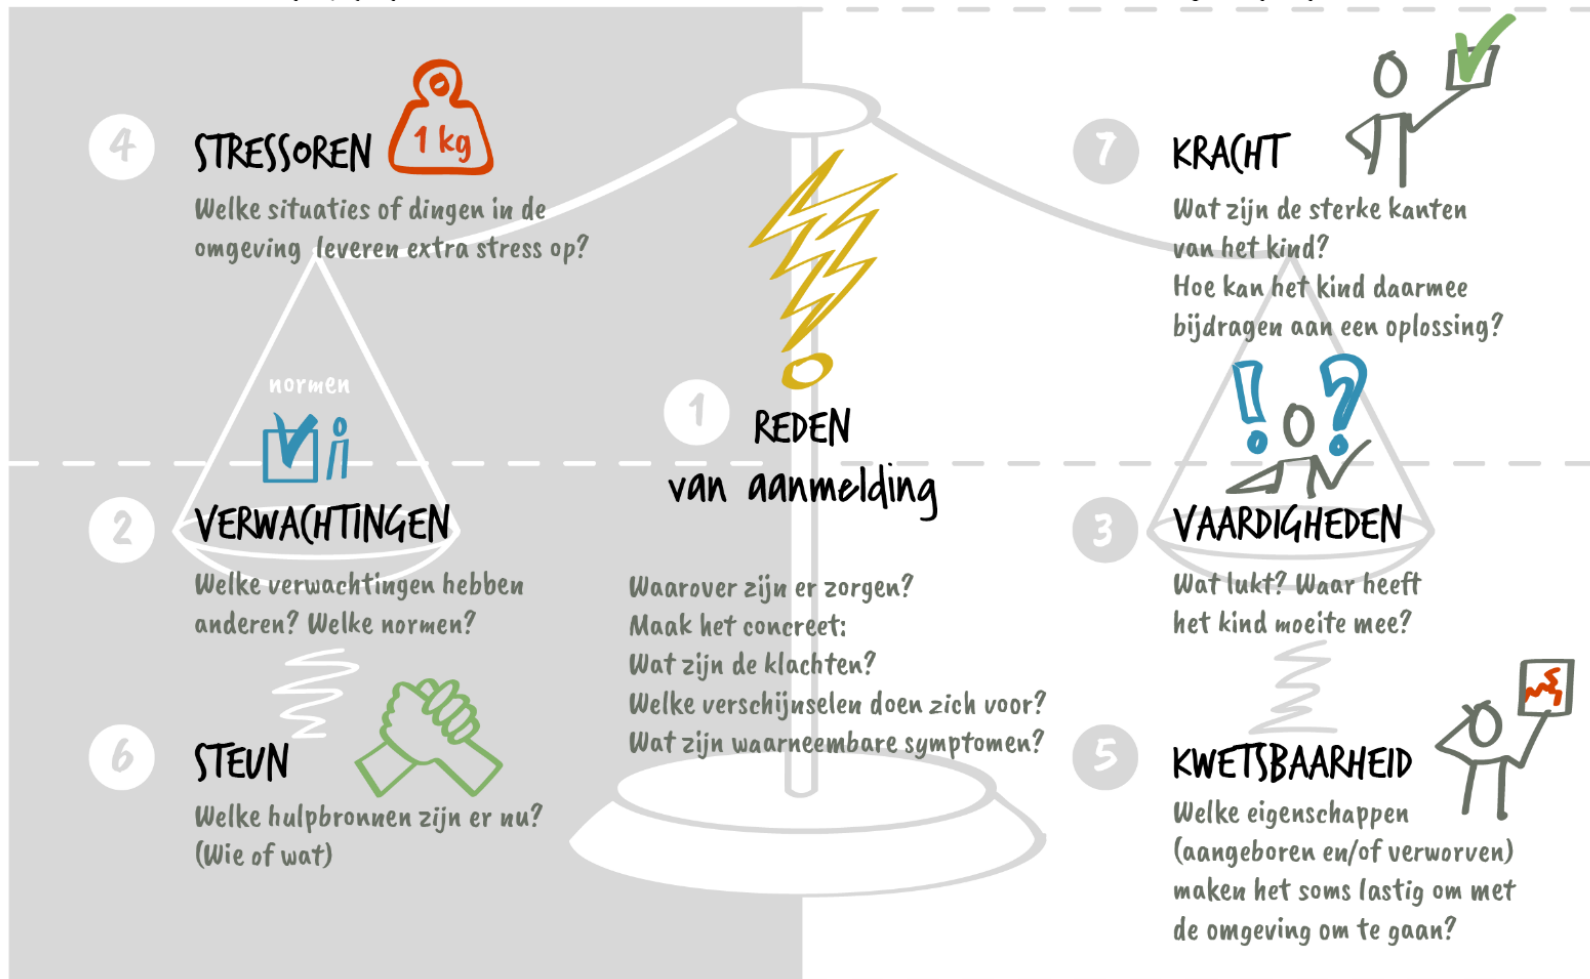 4
STRESSOREN
1 kg
Welke situaties of dingen in de
omgeving leveren extra stress op?
normen
2
VERWACHTINGEN
Welke verwachtingen hebben
anderen? Welke normen?
6
STEUN
Welke hulpbronnen zijn er nu?
(Wie of wat)
1
REDEN
van aanmelding
Waarover zijn er zorgen?
Maak het concreet:
Wat zijn de klachten?
Welke verschijnselen doen zich voor?
Wat zijn waarneembare symptomen?
7
KRACHT
Wat zijn de sterke kanten
van het kind?
Hoe kan het kind daarmee
bijdragen aan een oplossing?
! ?
3
VAARDIGHEDEN
Wat lukt? Waar heeft
het kind moeite mee?
5
KWETSBAARHEID
Welke eigenschappen
(aangeboren en/of verworven)
maken het soms lastig om met
de omgeving om te gaan?